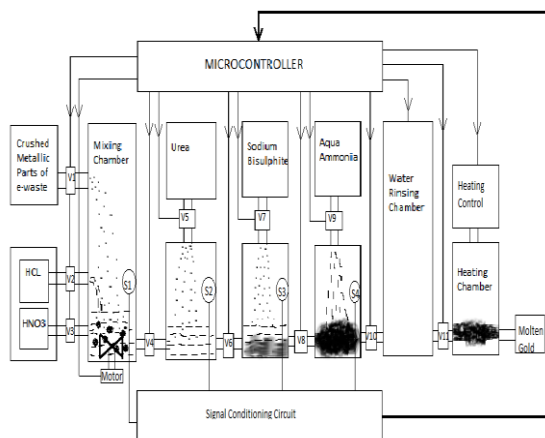 MICROCONTROLLER
Crushed
Metallic
Parts of
e-waste
V1
Mixiing
Chamber
Urea
Sodium
Bisulphite
Aqua
Ammoniia
Water
Rinsing
Chamber
Heating
Control
V5
V7
V9
HCL
V2
HNO3
V3
S1
S2
S3
S4
Heating
Chamber
V4
V6
V8
V10
V11
Molten
Gold
Motor
Signal Conditioning Circuit